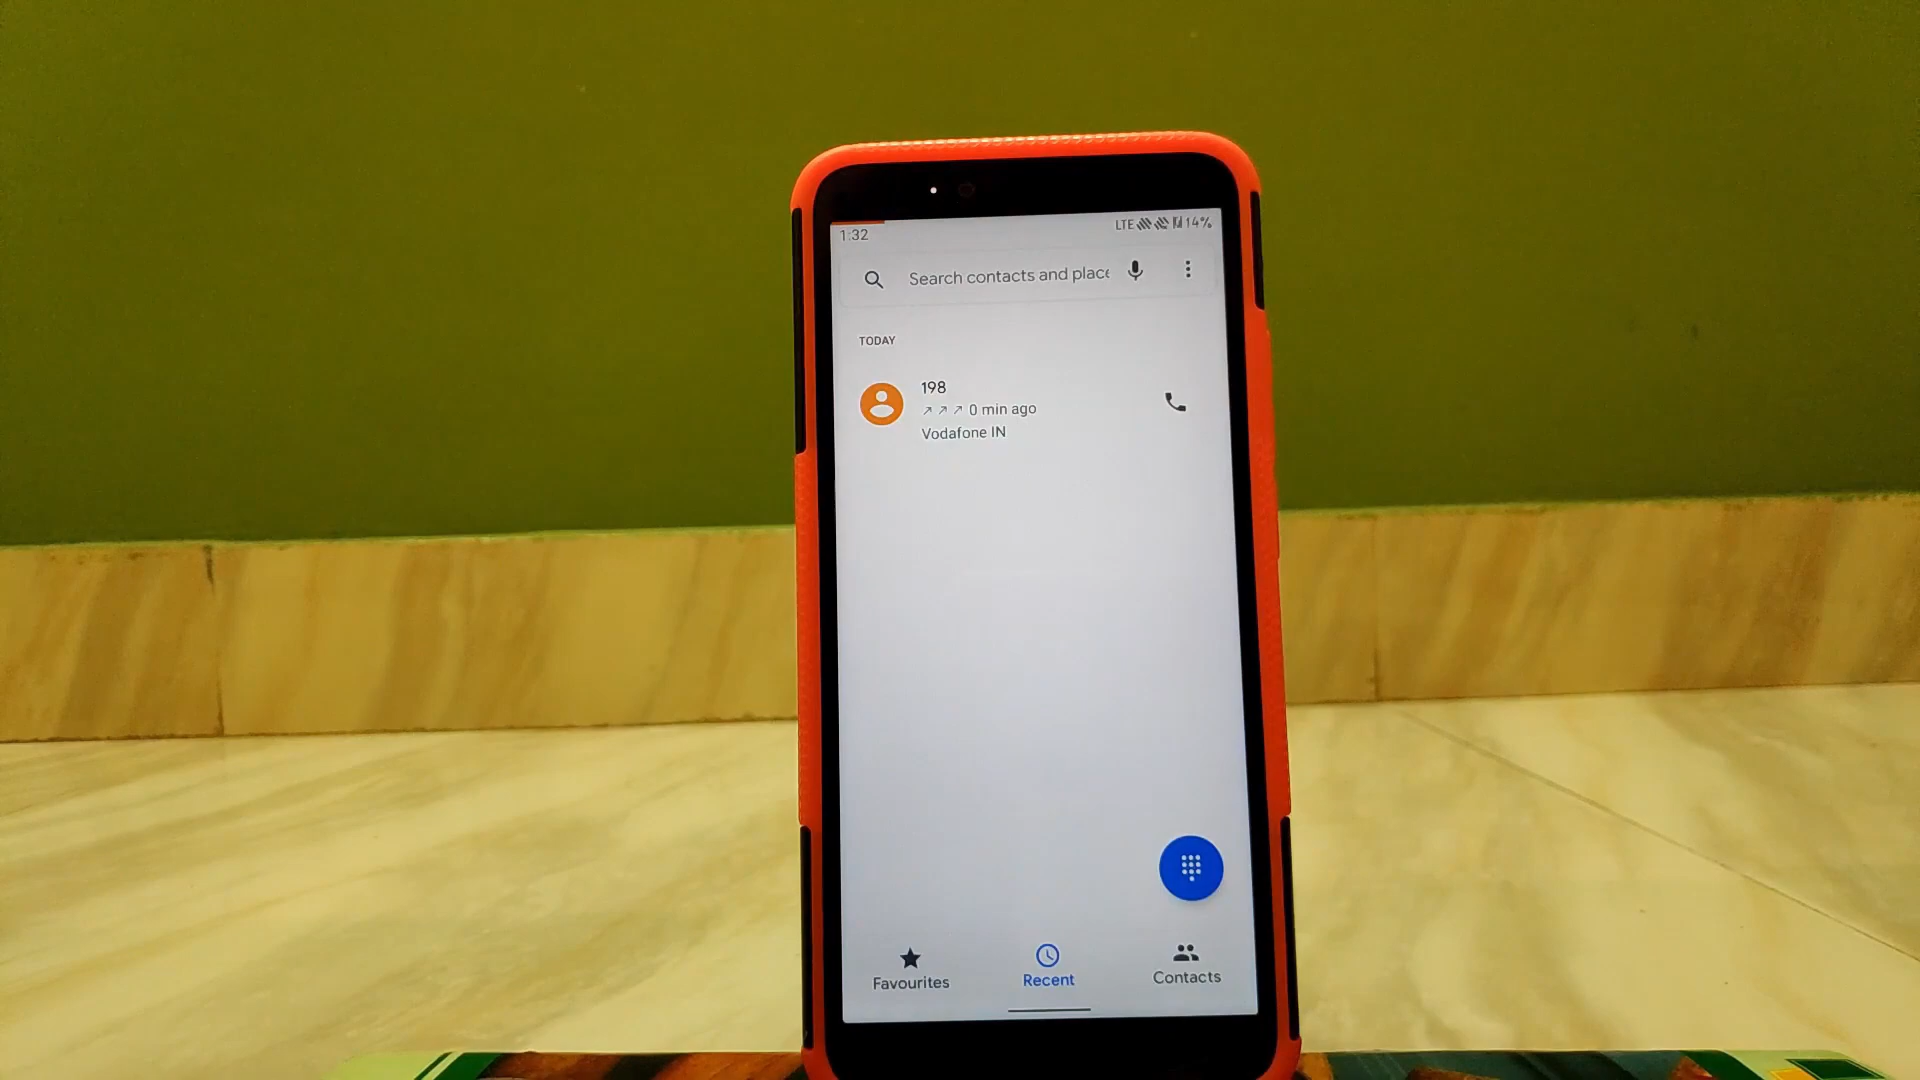 LTE 14%
1:32
Search contacts and place
TODAY
198
0 min ago
Vodafone IN
Favourites
Recent
Contacts